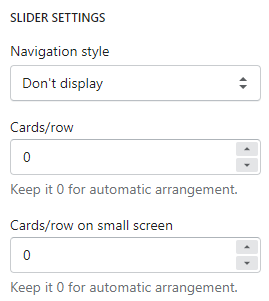 SLIDER SETTINGS
Navigation style
Don't display
Cards/row
0
Keep it 0 for automatic arrangement.
Cards/row on small screen
0
Keep it 0 for automatic arrangement.